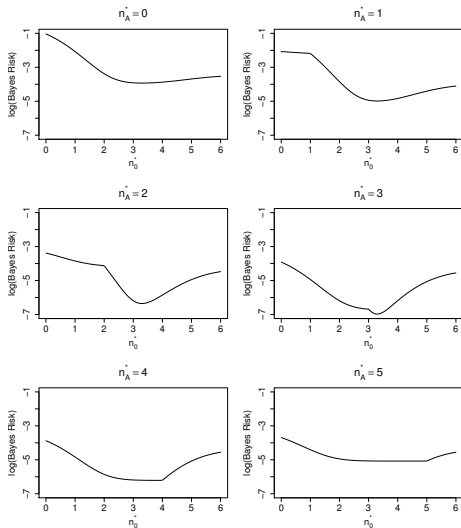 n*A = 0
log(Bayes Risk)
−7 −5 −3 −1
0 1 2 3 4 5 6
n*0
n*A = 1
log(Bayes Risk)
−7 −5 −3 −1
0 1 2 3 4 5 6
n*0
n*A = 2
log(Bayes Risk)
−7 −5 −3 −1
0 1 2 3 4 5 6
n*0
n*A = 3
log(Bayes Risk)
−7 −5 −3 −1
0 1 2 3 4 5 6
n*0
n*A = 4
log(Bayes Risk)
−7 −5 −3 −1
0 1 2 3 4 5 6
n*0
n*A = 5
log(Bayes Risk)
−7 −5 −3 −1
0 1 2 3 4 5 6
n*0